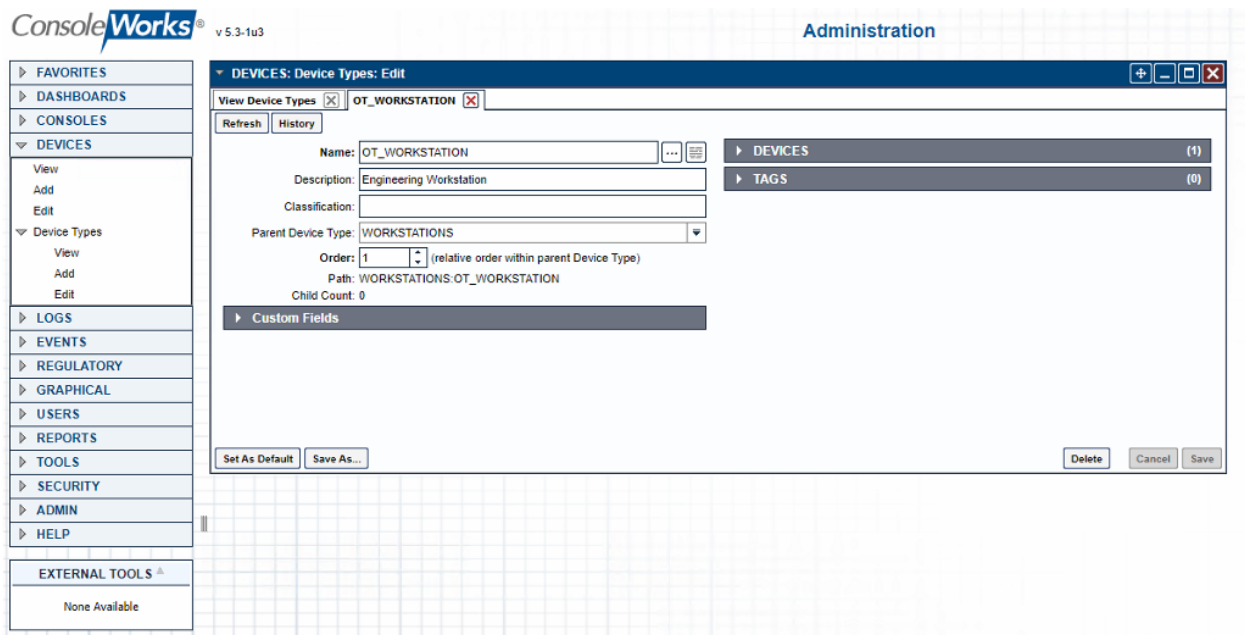 ConsoleWorks® v 5.3-1u3
Administration
FAVORITES
DASHBOARDS
CONSOLES
DEVICES
View
Add
Edit
Device Types
View
Add
Edit
LOGS
EVENTS
REGULATORY
GRAPHICAL
USERS
REPORTS
TOOLS
SECURITY
ADMIN
HELP
EXTERNAL TOOLS
None Available
DEVICES: Device Types: Edit
View Device Types OT_WORKSTATION
Refresh History
Name: OT_WORKSTATION ...
Description: Engineering Workstation
Classification:
Parent Device Type: WORKSTATIONS
Order: 1 (relative order within parent Device Type)
Path: WORKSTATIONS:OT_WORKSTATION
Child Count: 0
Custom Fields
DEVICES (1)
TAGS (0)
Set As Default Save As... Delete Cancel Save